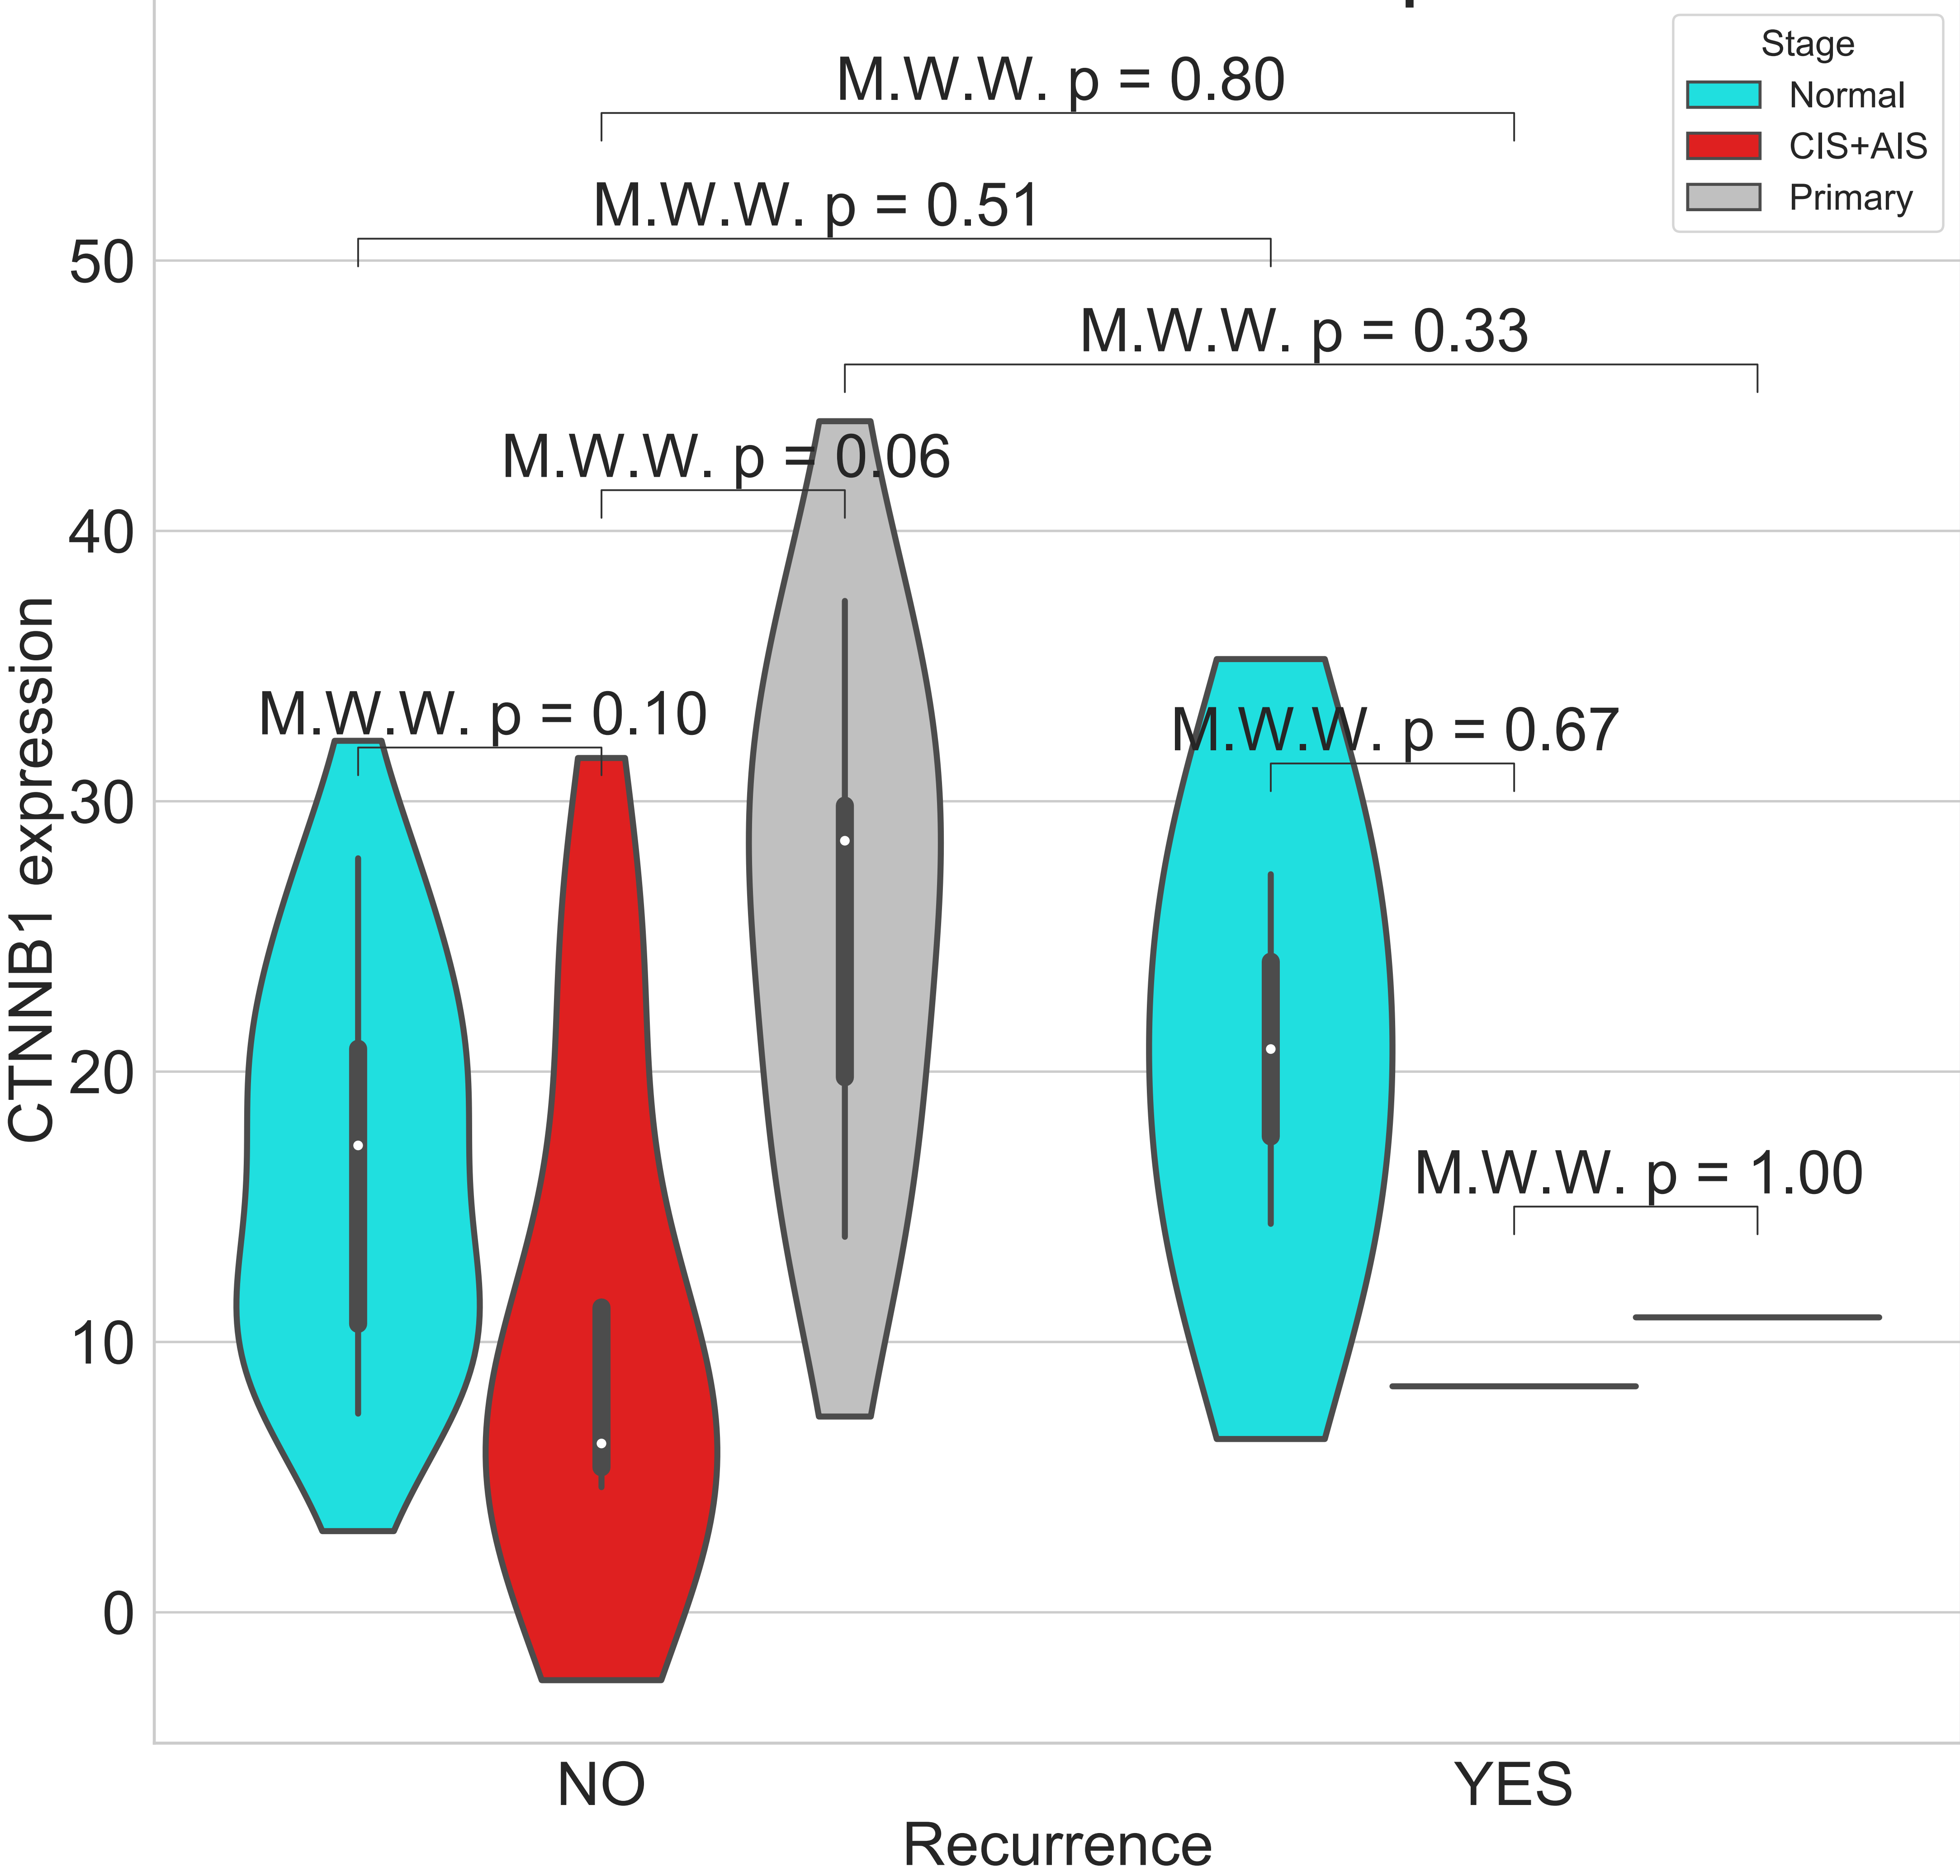 Stage
Normal
CIS+AIS
Primary
M.W.W. p = 0.80
M.W.W. p = 0.51
M.W.W. p = 0.33
M.W.W. p = 0.06
M.W.W. p = 0.10
M.W.W. p = 0.67
M.W.W. p = 1.00
50
40
30
20
10
0
CTNNB1 expression
NO
YES
Recurrence